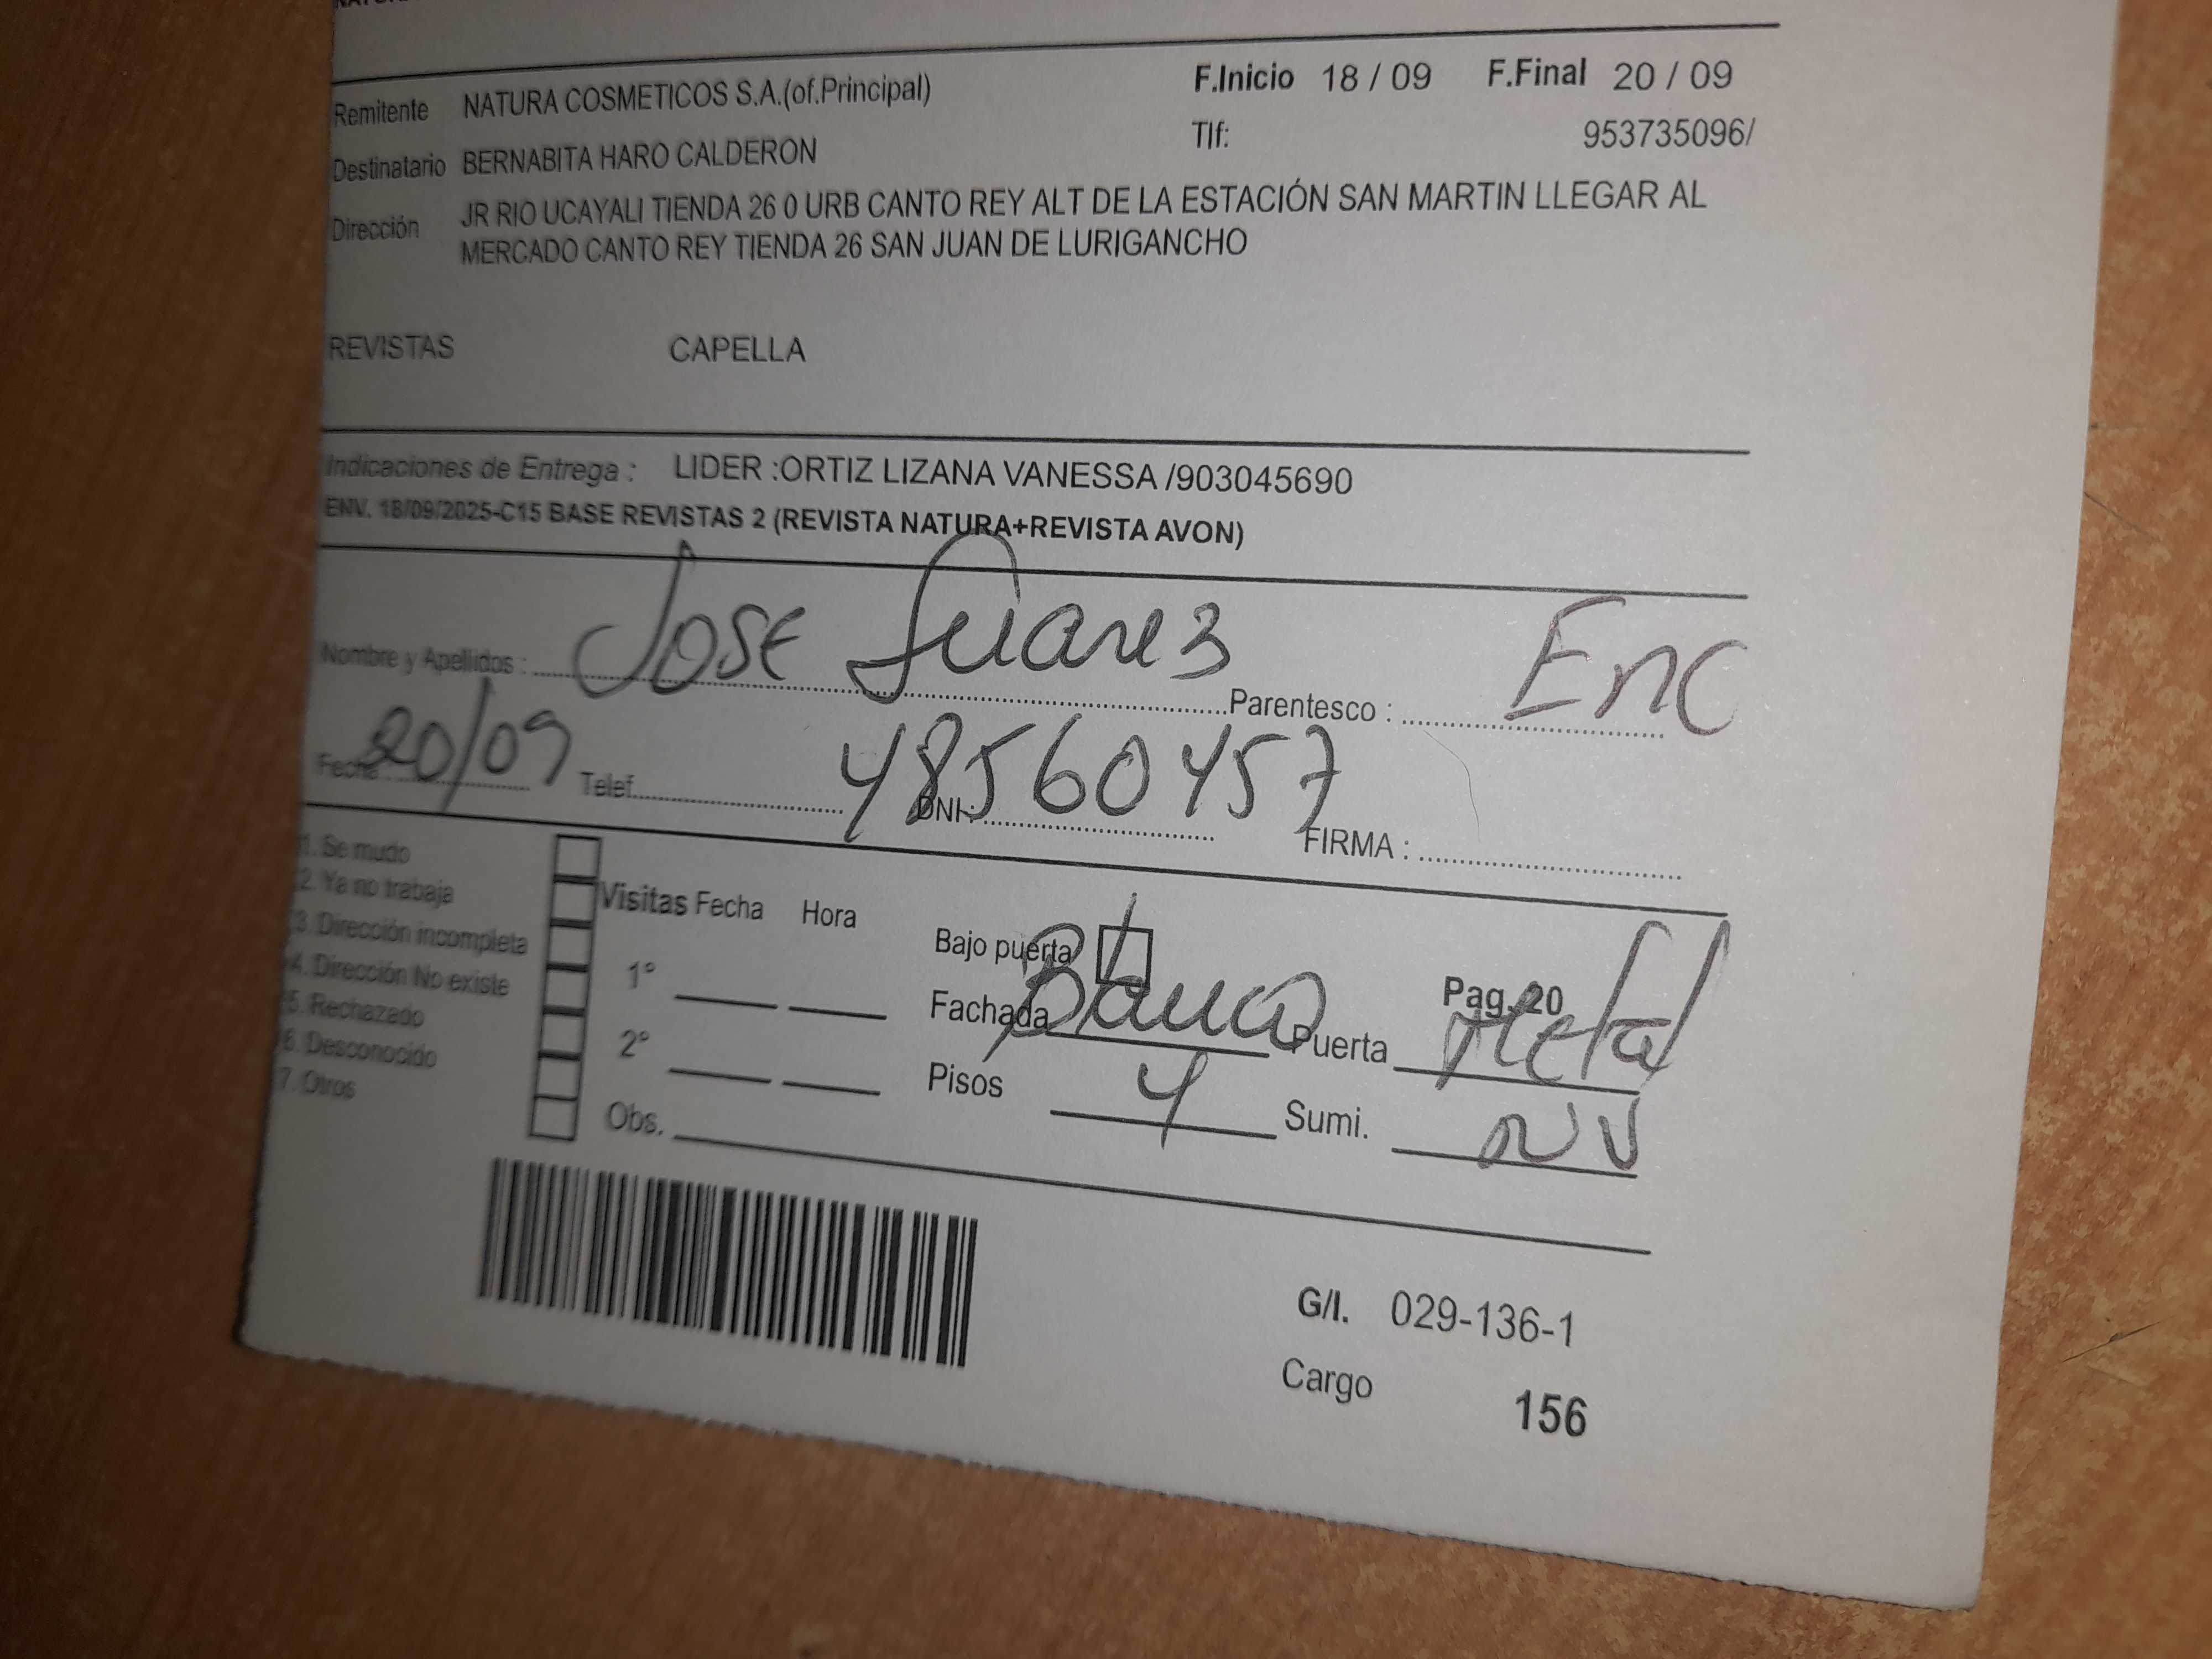 Remitente NATURA COSMETICOS S.A.(of.Principal) F.Inicio 18 / 09 F.Final 20 / 09
Destinatario BERNABITA HARO CALDERON Tlf: 953735096/
Dirección JR RIO UCAYALI TIENDA 26 0 URB CANTO REY ALT DE LA ESTACIÓN SAN MARTIN LLEGAR AL
MERCADO CANTO REY TIENDA 26 SAN JUAN DE LURIGANCHO
REVISTAS CAPELLA
Indicaciones de Entrega : LIDER :ORTIZ LIZANA VANESSA /903045690
ENV. 18/09/2025-C15 BASE REVISTAS 2 (REVISTA NATURA+REVISTA AVON)
Nombre y Apellidos : Jose Suarez Parentesco : Enc
Fecha 20/09 Telef. DNI: 48560457 FIRMA :
1. Se mudo
2. Ya no trabaja
3. Dirección incompleta
4. Dirección No existe
5. Rechazado
6. Desconocido
7. Otros
Visitas Fecha Hora
1°
2°
Obs.
Bajo puerta Pag. 20
Fachada Blanco Puerta Metal
Pisos 4 Sumi. NV
G/I. 029-136-1
Cargo 156